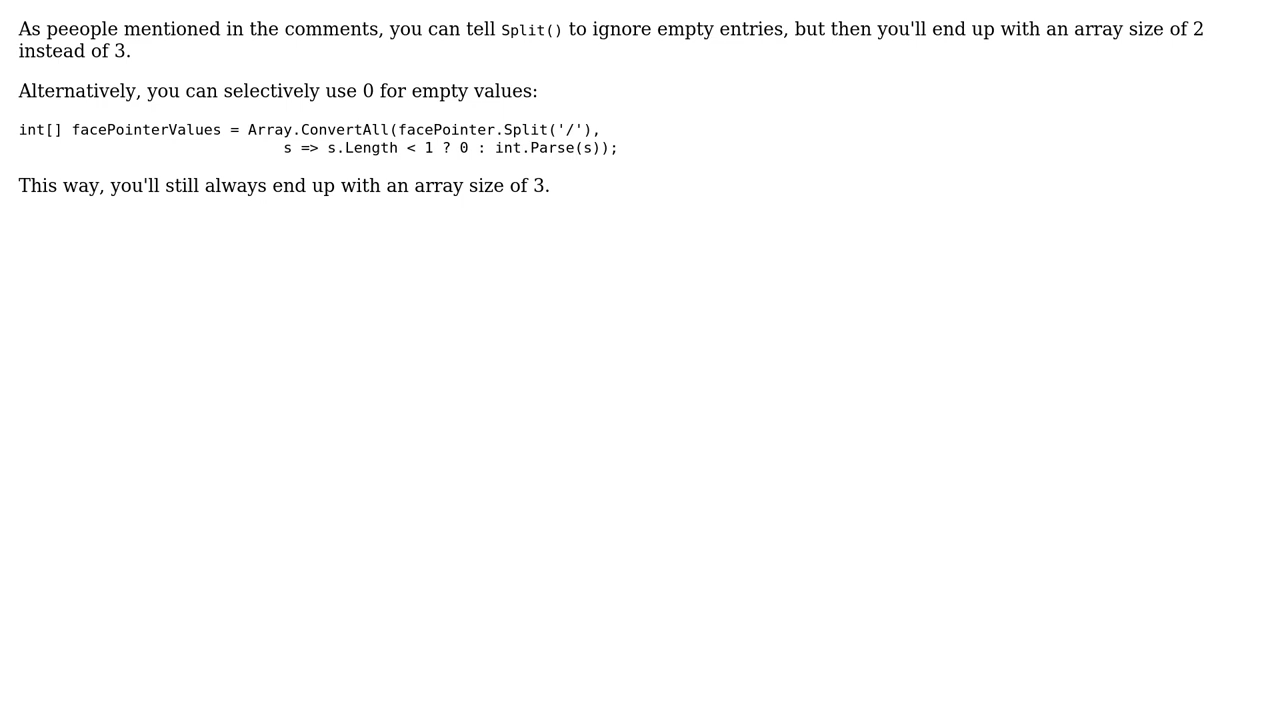 As peeople mentioned in the comments, you can tell Split() to ignore empty entries, but then you'll end up with an array size of 2
instead of 3.
Alternatively, you can selectively use 0 for empty values:
int[] facePointerValues = Array.ConvertAll(facePointer.Split('/'),
                              s => s.Length < 1 ? 0 : int.Parse(s));
This way, you'll still always end up with an array size of 3.